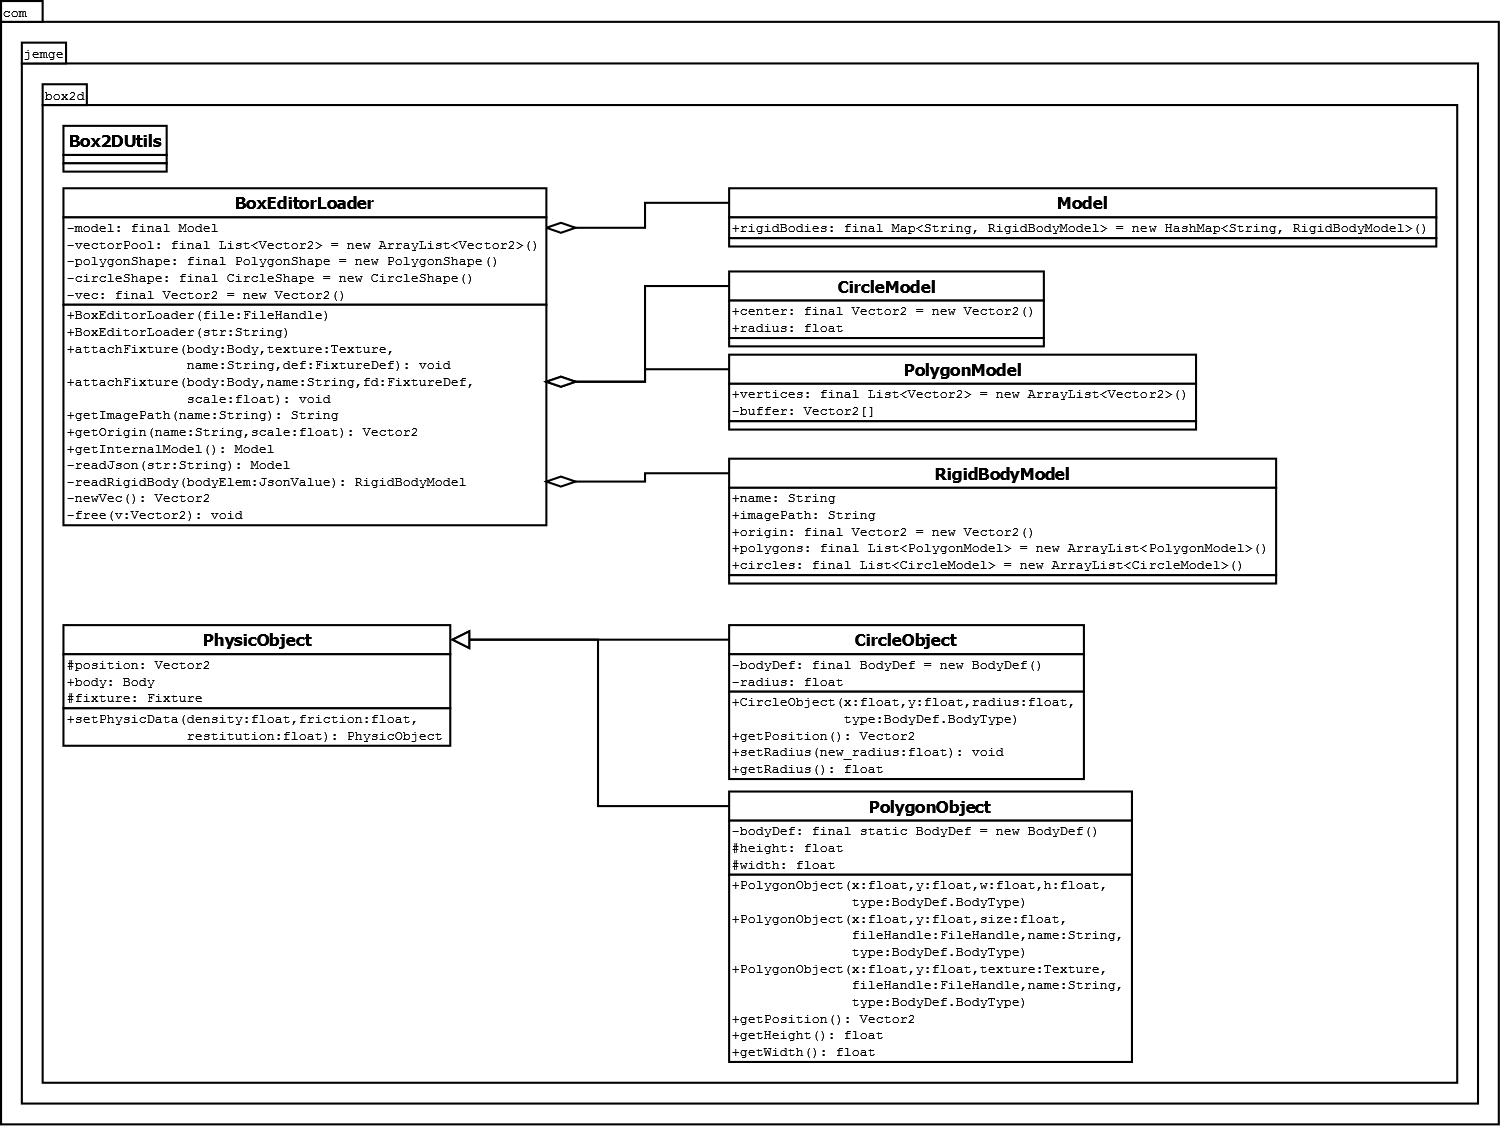 com
jemge
box2d
Box2DUtils
BoxEditorLoader
-model: final Model
-vectorPool: final List<Vector2> = new ArrayList<Vector2>()
-polygonShape: final PolygonShape = new PolygonShape()
-circleShape: final CircleShape = new CircleShape()
-vec: final Vector2 = new Vector2()
+BoxEditorLoader(file:FileHandle)
+BoxEditorLoader(str:String)
+attachFixture(body:Body,texture:Texture,
name:String,def:FixtureDef): void
+attachFixture(body:Body,name:String,fd:FixtureDef,
scale:float): void
+getImagePath(name:String): String
+getOrigin(name:String,scale:float): Vector2
+getInternalModel(): Model
-readJson(str:String): Model
-readRigidBody(bodyElem:JsonValue): RigidBodyModel
-newVec(): Vector2
-free(v:Vector2): void
Model
+rigidBodies: final Map<String, RigidBodyModel> = new HashMap<String, RigidBodyModel>()
CircleModel
+center: final Vector2 = new Vector2()
+radius: float
PolygonModel
+vertices: final List<Vector2> = new ArrayList<Vector2>()
-buffer: Vector2[]
RigidBodyModel
+name: String
+imagePath: String
+origin: final Vector2 = new Vector2()
+polygons: final List<PolygonModel> = new ArrayList<PolygonModel>()
+circles: final List<CircleModel> = new ArrayList<CircleModel>()
PhysicObject
#position: Vector2
+body: Body
#fixture: Fixture
+setPhysicData(density:float,friction:float,
restitution:float): PhysicObject
CircleObject
-bodyDef: final BodyDef = new BodyDef()
-radius: float
+CircleObject(x:float,y:float,radius:float,
type:BodyDef.BodyType)
+getPosition(): Vector2
+setRadius(new_radius:float): void
+getRadius(): float
PolygonObject
-bodyDef: final static BodyDef = new BodyDef()
#height: float
#width: float
+PolygonObject(x:float,y:float,w:float,h:float,
type:BodyDef.BodyType)
+PolygonObject(x:float,y:float,size:float,
fileHandle:FileHandle,name:String,
type:BodyDef.BodyType)
+PolygonObject(x:float,y:float,texture:Texture,
fileHandle:FileHandle,name:String,
type:BodyDef.BodyType)
+getPosition(): Vector2
+getHeight(): float
+getWidth(): float